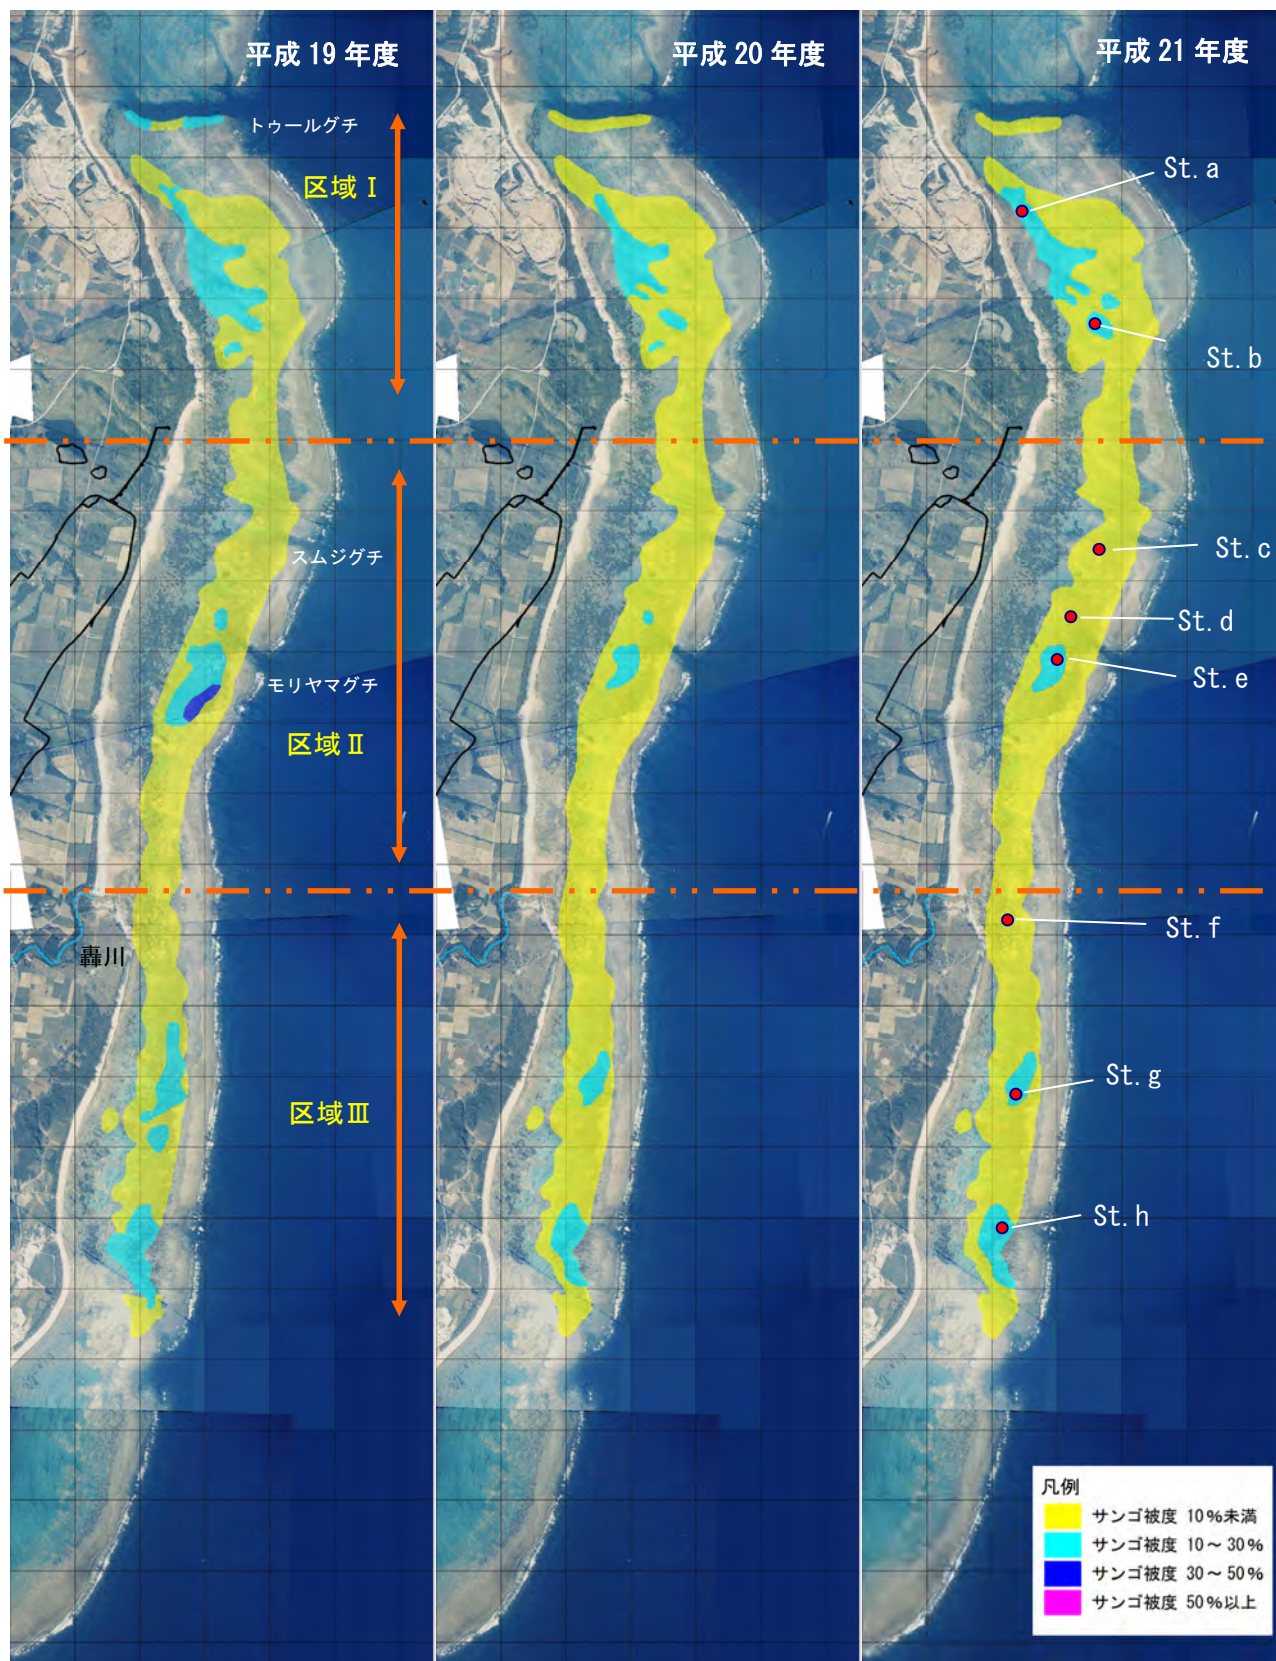 平成 19 年度
平成 20 年度
平成 21 年度
トゥールグチ
区域 Ⅰ
St. a
St. b
スムジグチ
St. c
St. d
St. e
モリヤマグチ
区域 Ⅱ
St. f
轟川
St. g
区域 Ⅲ
St. h
凡例
サンゴ被度 10%未満
サンゴ被度 10～30%
サンゴ被度 30～50%
サンゴ被度 50%以上